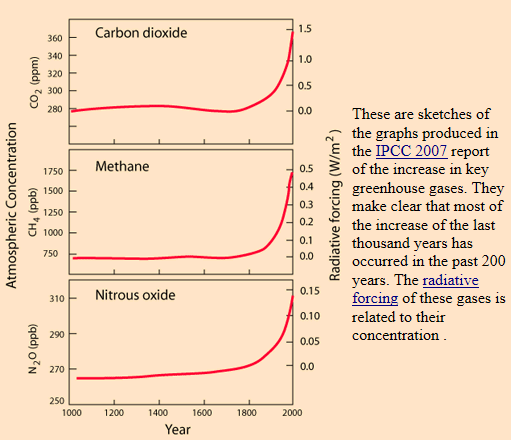 Carbon dioxide
360
340
320
300
280
CO2 (ppm)
1.5
1.0
0.5
0.0
Methane
1750
1500
1250
1000
750
CH4 (ppb)
0.5
0.4
0.3
0.2
0.1
0.0
Nitrous oxide
310
290
270
250
N2O (ppb)
0.15
0.10
0.05
0.0
1000 1200 1400 1600 1800 2000
Year
Atmospheric Concentration
Radiative forcing (W/m2)
These are sketches of
the graphs produced in
the IPCC 2007 report
of the increase in key
greenhouse gases. They
make clear that most of
the increase of the last
thousand years has
occurred in the past 200
years. The radiative
forcing of these gases is
related to their
concentration .